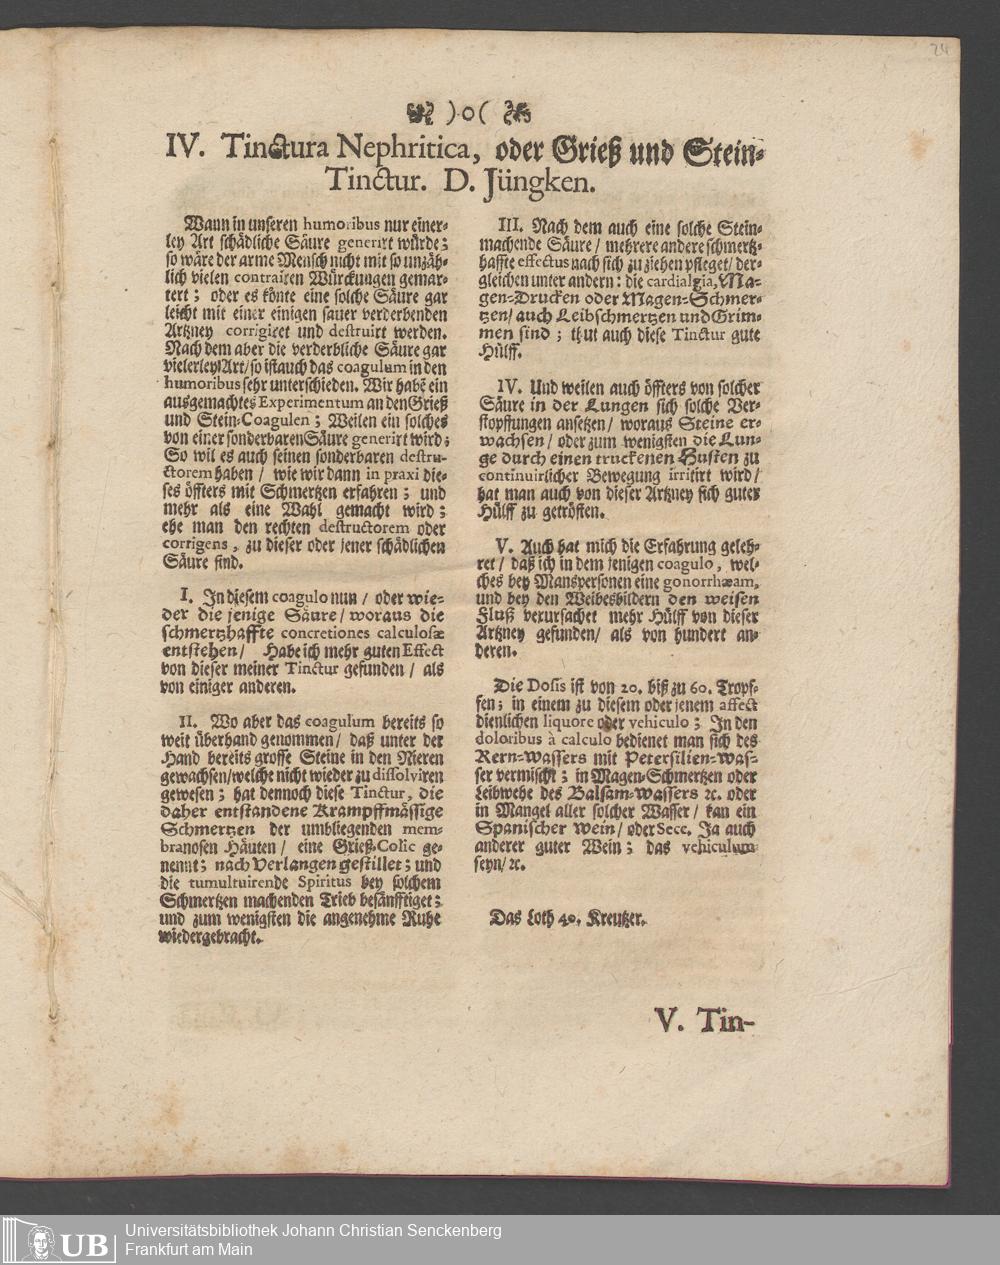 24
)o(
IV. Tinctura Nephritica, oder Grieß und Stein-
Tinctur. D. Jüngken.
Wann in unseren humoribus nur einer-
ley Art schädliche Säure generirt würde;
so wäre der arme Mensch nicht mit so unzäh-
lich vielen contrairen Würckungen gemar-
tert; oder es könte eine solche Säure gar
leicht mit einer einigen sauer verderbenden
Artzney corrigiret und destruirt werden.
Nach dem aber die verderbliche Säure gar
vielerley Art/ so ist auch das coagulum in den
humoribus sehr unterschieden. Wir habẽ ein
ausgemachtes Experimentum an den Grieß
und Stein-Coagulen; Weilen ein solches
von einer sonderbaren Säure generirt wird;
So wil es auch seinen sonderbaren destru-
ctorem haben/ wie wir dann in praxi die-
ses öffters mit Schmertzen erfahren; und
mehr als eine Wahl gemacht wird;
ehe man den rechten destructorem oder
corrigens, zu dieser oder jener schädlichen
Säure find.
I. In diesem coagulo nun/ oder wie-
der die jenige Säure/ woraus die
schmertzhaffte concretiones calculosæ
entstehen/ Habe ich mehr guten Effect
von dieser meiner Tinctur gefunden/ als
von einiger anderen.
II. Wo aber das coagulum bereits so
weit überhand genommen/ daß unter der
Hand bereits grosse Steine in den Nieren
gewachsen/ welche nicht wieder zu dissolviren
gewesen; hat dennoch diese Tinctur, die
daher entstandene Krampffmässige
Schmertzen der umbliegenden mem-
branosen Häuten/ eine Grieß-Colic ge-
nennt; nach Verlangen gestillet; und
die tumultuirende Spiritus bey solchem
Schmertzen machenden Trieb besänfftiget;
und zum wenigsten die angenehme Ruhe
wiedergebracht.
III. Nach dem auch eine solche Stein-
machende Säure/ mehrere andere schmertz-
haffte effectus nach sich zu ziehen pfleget/ der-
gleichen unter andern: die cardialgia, Ma-
gen-Drucken oder Magen-Schmer-
tzen/ auch Leibschmertzen und Grim-
men sind; thut auch diese Tinctur gute
Hülff.
IV. Und weilen auch öffters von solcher
Säure in der Lungen sich solche Ver-
stopffungen ansetzen/ woraus Steine er-
wachsen/ oder zum wenigsten die Lun-
ge durch einen truckenen Husten zu
continuirlicher Bewegung irritirt wird/
hat man auch von dieser Artzney sich guter
Hülff zu getrösten.
V. Auch hat mich die Erfahrung geleh-
ret/ daß ich in dem jenigen coagulo, wel-
ches bey Manspersonen eine gonorrhæam,
und bey den Weibesbildern den weisen
Fluß verursachet mehr Hülff von dieser
Artzney gefunden/ als von hundert an-
deren.
Die Dosis ist von 20. biß zu 60. Tropf-
fen; in einem zu diesem oder jenem affect
dienlichen liquore oder vehiculo; In den
doloribus à calculo bedienet man sich des
Kern-Wassers mit Petersilien-Was-
ser vermischt; in Magen-Schmertzen oder
Leibwehe des Balsam-Wassers ꝛc. oder
in Mangel aller solcher Wasser/ kan ein
Spanischer Wein/ oder Secc. Ja auch
anderer guter Wein; das vehiculum
seyn/ ꝛc.
Das Loth 40. Kreutzer.
V. Tin-
UB
Universitätsbibliothek Johann Christian Senckenberg
Frankfurt am Main